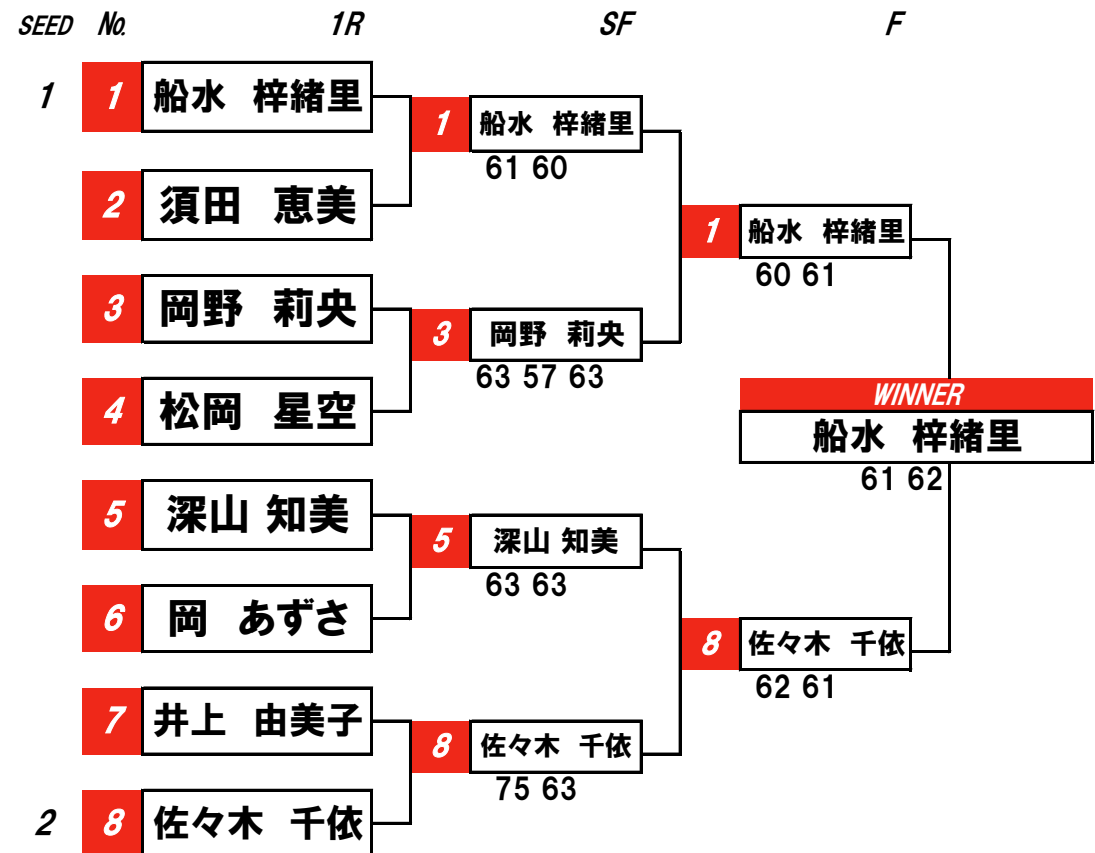 SEED No. 1R SF F
1 1 船水 梓緒里
1 船水 梓緒里
61 60
2 須田 恵美
1 船水 梓緒里
60 61
3 岡野 莉央
3 岡野 莉央
63 57 63
4 松岡 星空
WINNER
船水 梓緒里
61 62
5 深山 知美
5 深山 知美
63 63
6 岡 あずさ
8 佐々木 千依
62 61
7 井上 由美子
8 佐々木 千依
75 63
2 8 佐々木 千依